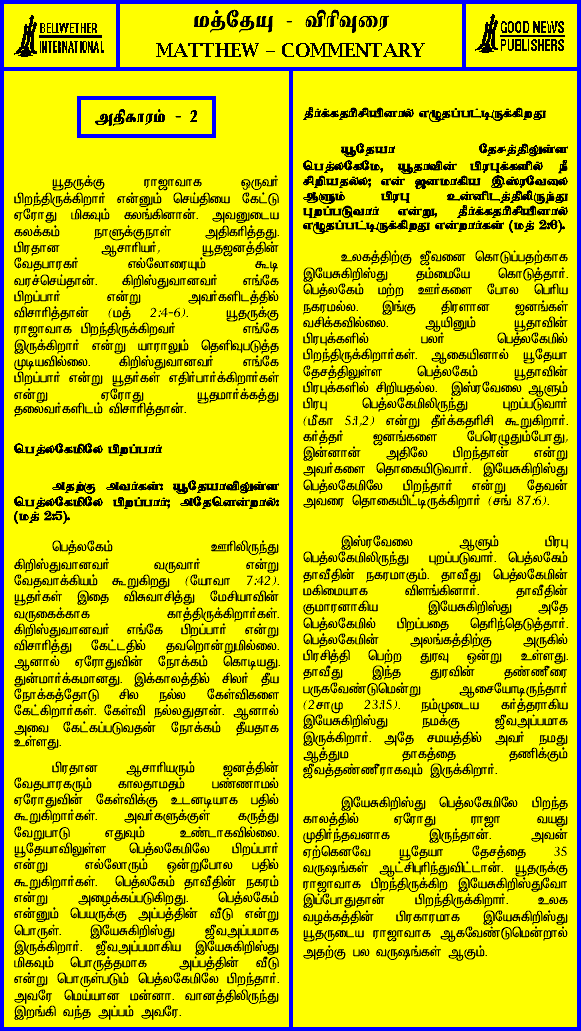 BELIWETHER
INTERNATIONAL
மத்தேயு - விரிவுரை
MATTHEW – COMMENTARY
GOOD NEWS
PUBLISHERS
அதிகாரம் - 2
யூதருக்கு ராஜாவாக ஒருவர்
பிறந்திருக்கிறார் என்னும் செய்தியை கேட்டு
ஏரோது மிகவும் கலங்கினான். அவனுடைய
கலக்கம் நாளுக்குநாள் அதிகரித்தது.
பிரதான ஆசாரியர், யூதஜனத்தின்
வேதபாரகர் எல்லோரையும் கூடி
வரச்செய்தான். கிறிஸ்துவானவர் எங்கே
பிறப்பார் என்று அவர்களிடத்தில்
விசாரித்தான் (மத் 2:4-6). யூதருக்கு
ராஜாவாக பிறந்திருக்கிறவர் எங்கே
இருக்கிறார் என்று யாராலும் தெளிவுபடுத்த
முடியவில்லை. கிறிஸ்துவானவர் எங்கே
பிறப்பார் என்று யூதர்கள் எதிர்பார்க்கிறார்கள்
என்று ஏரோது யூதமார்க்கத்து
தலைவர்களிடம் விசாரித்தான்.
பெத்லகேமிலே பிறப்பார்
அதற்கு அவர்கள்: யூதேயாவிலுள்ள
பெத்லகேமிலே பிறப்பார்; அதேனென்றால்:
(மத் 2:5).
பெத்லகேம் ஊரிலிருந்து
கிறிஸ்துவானவர் வருவார் என்று
வேதவாக்கியம் கூறுகிறது (யோவா 7:42).
யூதர்கள் இதை விசுவாசித்து மேசியாவின்
வருகைக்காக காத்திருக்கிறார்கள்.
கிறிஸ்துவானவர் எங்கே பிறப்பார் என்று
விசாரித்து கேட்டதில் தவறொன்றுமில்லை.
ஆனால் ஏரோதுவின் நோக்கம் கொடியது.
துன்மார்க்கமானது. இக்காலத்தில் சிலர் தீய
நோக்கத்தோடு சில நல்ல கேள்விகளை
கேட்கிறார்கள். கேள்வி நல்லதுதான். ஆனால்
அவை கேட்கப்படுவதன் நோக்கம் தீயதாக
உள்ளது.
பிரதான ஆசாரியரும் ஜனத்தின்
வேதபாரகரும் காலதாமதம் பண்ணாமல்
ஏரோதுவின் கேள்விக்கு உடனடியாக பதில்
கூறுகிறார்கள். அவர்களுக்குள் கருத்து
வேறுபாடு எதுவும் உண்டாகவில்லை.
யூதேயாவிலுள்ள பெத்லகேமிலே பிறப்பார்
என்று எல்லோரும் ஒன்றுபோல பதில்
கூறுகிறார்கள். பெத்லகேம் தாவீதின் நகரம்
என்று அழைக்கப்படுகிறது. பெத்லகேம்
என்னும் பெயருக்கு அப்பத்தின் வீடு என்று
பொருள். இயேசுகிறிஸ்து ஜீவஅப்பமாக
இருக்கிறார். ஜீவஅப்பமாகிய இயேசுகிறிஸ்து
மிகவும் பொருத்தமாக அப்பத்தின் வீடு
என்று பொருள்படும் பெத்லகேமிலே பிறந்தார்.
அவரே மெய்யான மன்னா. வானத்திலிருந்து
இறங்கி வந்த அப்பம் அவரே.
தீர்க்கதரிசியினால் எழுதப்பட்டிருக்கிறது
யூதேயா தேசத்திலுள்ள
பெத்லகேமே, யூதாவின் பிரபுக்களில் நீ
சிறியதல்ல; என் ஜனமாகிய இஸ்ரவேலை
ஆளும் பிரபு உன்னிடத்திலிருந்து
புறப்படுவார் என்று, தீர்க்கதரிசியினால்
எழுதப்பட்டிருக்கிறது என்றார்கள் (மத் 2:6).
உலகத்திற்கு ஜீவனை கொடுப்பதற்காக
இயேசுகிறிஸ்து தம்மையே கொடுத்தார்.
பெத்லகேம் மற்ற ஊர்களை போல பெரிய
நகரமல்ல. இங்கு திரளான ஜனங்கள்
வசிக்கவில்லை. ஆயினும் யூதாவின்
பிரபுக்களில் பலர் பெத்லகேமில்
பிறந்திருக்கிறார்கள். ஆகையினால் யூதேயா
தேசத்திலுள்ள பெத்லகேம் யூதாவின்
பிரபுக்களில் சிறியதல்ல. இஸ்ரவேலை ஆளும்
பிரபு பெத்லகேமிலிருந்து புறப்படுவார்
(மீகா 5:1,2) என்று தீர்க்கதரிசி கூறுகிறார்.
கர்த்தர் ஜனங்களை பேரெழுதும்போது,
இன்னான் அதிலே பிறந்தான் என்று
அவர்களை தொகையிடுவார். இயேசுகிறிஸ்து
பெத்லகேமிலே பிறந்தார் என்று தேவன்
அவரை தொகையிட்டிருக்கிறார் (சங் 87:6).
இஸ்ரவேலை ஆளும் பிரபு
பெத்லகேமிலிருந்து புறப்படுவார். பெத்லகேம்
தாவீதின் நகரமாகும். தாவீது பெத்லகேமின்
மகிமையாக விளங்கினார். தாவீதின்
குமாரனாகிய இயேசுகிறிஸ்து அதே
பெத்லகேமில் பிறப்பதை தெரிந்தெடுத்தார்.
பெத்லகேமின் அலங்கத்திற்கு அருகில்
பிரசித்தி பெற்ற துரவு ஒன்று உள்ளது.
தாவீது இந்த துரவின் தண்ணீரை
பருகவேண்டுமென்று ஆசையோடிருந்தார்
(2சாமு 23:15). நம்முடைய கர்த்தராகிய
இயேசுகிறிஸ்து நமக்கு ஜீவஅப்பமாக
இருக்கிறார். அதே சமயத்தில் அவர் நமது
ஆத்தும தாகத்தை தணிக்கும்
ஜீவத்தண்ணீராகவும் இருக்கிறார்.
இயேசுகிறிஸ்து பெத்லகேமிலே பிறந்த
காலத்தில் ஏரோது ராஜா வயது
முதிர்ந்தவனாக இருந்தான். அவன்
ஏற்கெனவே யூதேயா தேசத்தை 35
வருஷங்கள் ஆட்சிபுரிந்துவிட்டான். யூதருக்கு
ராஜாவாக பிறந்திருக்கிற இயேசுகிறிஸ்துவோ
இப்போதுதான் பிறந்திருக்கிறார். உலக
வழக்கத்தின் பிரகாரமாக இயேசுகிறிஸ்து
யூதருடைய ராஜாவாக ஆகவேண்டுமென்றால்
அதற்கு பல வருஷங்கள் ஆகும்.